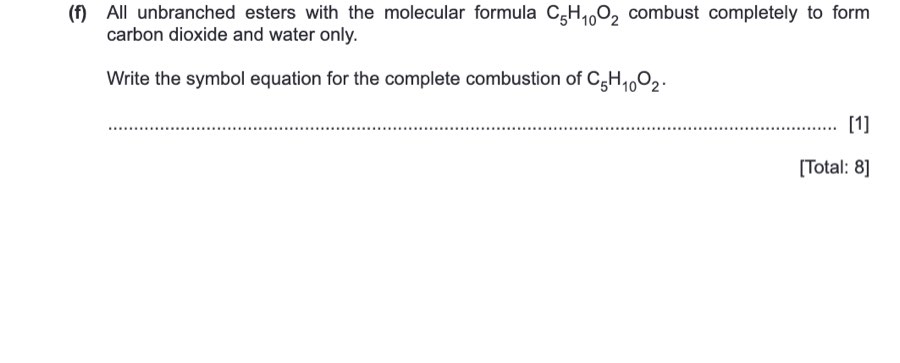 (f) All unbranched esters with the molecular formula C₅H₁₀O₂ combust completely to form
carbon dioxide and water only.
Write the symbol equation for the complete combustion of C₅H₁₀O₂.
.......................................................................................................................................... [1]
[Total: 8]